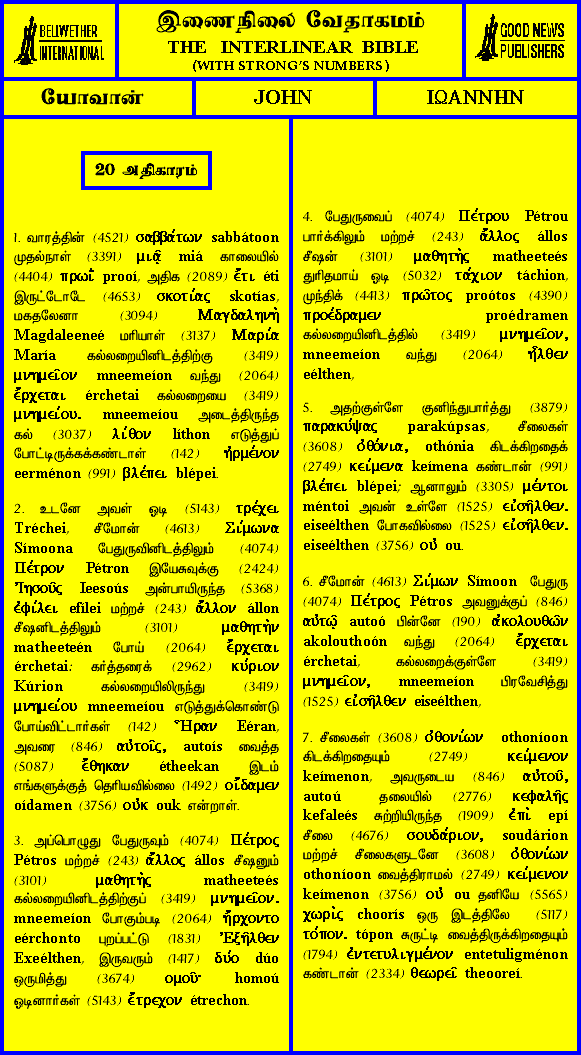 BELLWETHER
INTERNATIONAL
இணைநிலை வேதாகமம்
THE INTERLINEAR BIBLE
(WITH STRONG'S NUMBERS)
GOOD NEWS
PUBLISHERS
யோவான்
JOHN
ΙΩΑΝΝΗΝ
20 அதிகாரம்
1. வாரத்தின் (4521) σαββάτων sabbátoon
முதல்நாள் (3391) μιᾷ miá காலையில்
(4404) πρωῒ prooí, அதிக (2089) ἔτι éti
இருட்டோடே (4653) σκοτίας skotías,
மகதலேனா (3094) Μαγδαληνὴ
Magdaleeneé மரியாள் (3137) Μαρία
María கல்லறையினிடத்திற்கு (3419)
μνημεῖον mneemeíon வந்து (2064)
ἔρχεται érchetai கல்லறையை (3419)
μνημείου. mneemeíou அடைத்திருந்த
கல் (3037) λίθον líthon எடுத்துப்
போட்டிருக்கக்கண்டாள் (142) ἠρμένον
eerménon (991) βλέπει blépei.
2. உடனே அவள் ஓடி (5143) τρέχει
Tréchei, சீமோன் (4613) Σίμωνα
Símoona பேதுருவினிடத்திலும் (4074)
Πέτρον Pétron இயேசுவுக்கு (2424)
Ἰησοῦς Ieesoús அன்பாயிருந்த (5368)
ἐφίλει efilei மற்றச் (243) ἄλλον állon
சீஷனிடத்திலும் (3101) μαθητὴν
matheeteén போய் (2064) ἔρχεται
érchetai: கர்த்தரைக் (2962) κύριον
Kúrion கல்லறையிலிருந்து (3419)
μνημείου mneemeíou எடுத்துக்கொண்டு
போய்விட்டார்கள் (142) Ἦραν Eéran,
அவரை (846) αὐτοῖς, autoís வைத்த
(5087) ἔθηκαν étheekan இடம்
எங்களுக்குத் தெரியவில்லை (1492) οἴδαμεν
oídamen (3756) οὐκ ouk என்றாள்.
3. அப்பொழுது பேதுருவும் (4074) Πέτρος
Pétros மற்றச் (243) ἄλλος állos சீஷனும்
(3101) μαθητὴς matheeteés
கல்லறையினிடத்திற்குப் (3419) μνημεῖον.
mneemeíon போகும்படி (2064) ἤρχοντο
eérchonto புறப்பட்டு (1831) Ἐξῆλθεν
Exeélthen, இருவரும் (1417) δύο dúo
ஒருமித்து (3674) ομοῦ· homoú
ஓடினார்கள் (5143) ἔτρεχον étrechon.
4. பேதுருவைப் (4074) Πέτρου Pétrou
பார்க்கிலும் மற்றச் (243) ἄλλος állos
சீஷன் (3101) μαθητὴς matheeteés
துரிதமாய் ஓடி (5032) τάχιον táchion,
முந்திக் (4413) πρῶτος proótos (4390)
προέδραμεν proédramen
கல்லறையினிடத்தில் (3419) μνημεῖον,
mneemeíon வந்து (2064) ἦλθεν
eélthen,
5. அதற்குள்ளே குனிந்துபார்த்து (3879)
παρακύψας parakúpsas, சீலைகள்
(3608) ὀθόνια, othónia கிடக்கிறதைக்
(2749) κείμενα keímena கண்டான் (991)
βλέπει blépei; ஆனாலும் (3305) μέντοι
méntoi அவன் உள்ளே (1525) εἰσῆλθεν.
eiseélthen போகவில்லை (1525) εἰσῆλθεν.
eiseélthen (3756) οὐ ou.
6. சீமோன் (4613) Σίμων Símoon பேதுரு
(4074) Πέτρος Pétros அவனுக்குப் (846)
αὐτῷ autoó பின்னே (190) ἀκολουθῶν
akolouthoón வந்து (2064) ἔρχεται
érchetai, கல்லறைக்குள்ளே (3419)
μνημεῖον, mneemeíon பிரவேசித்து
(1525) εἰσῆλθεν eiseélthen,
7. சீலைகள் (3608) ὀθονίων othoníoon
கிடக்கிறதையும் (2749) κείμενον
keímenon, அவருடைய (846) αὐτοῦ,
autoú தலையில் (2776) κεφαλῆς
kefaleés சுற்றியிருந்த (1909) ἐπὶ epí
சீலை (4676) σουδάριον, soudárion
மற்றச் சீலைகளுடனே (3608) ὀθονίων
othoníoon வைத்திராமல் (2749) κείμενον
keímenon (3756) οὐ ou தனியே (5565)
χωρὶς chooris ஒரு இடத்திலே (5117)
τόπον. tópon சுருட்டி வைத்திருக்கிறதையும்
(1794) ἐντετυλιγμένον entetuligménon
கண்டான் (2334) θεωρεῖ theooreí.